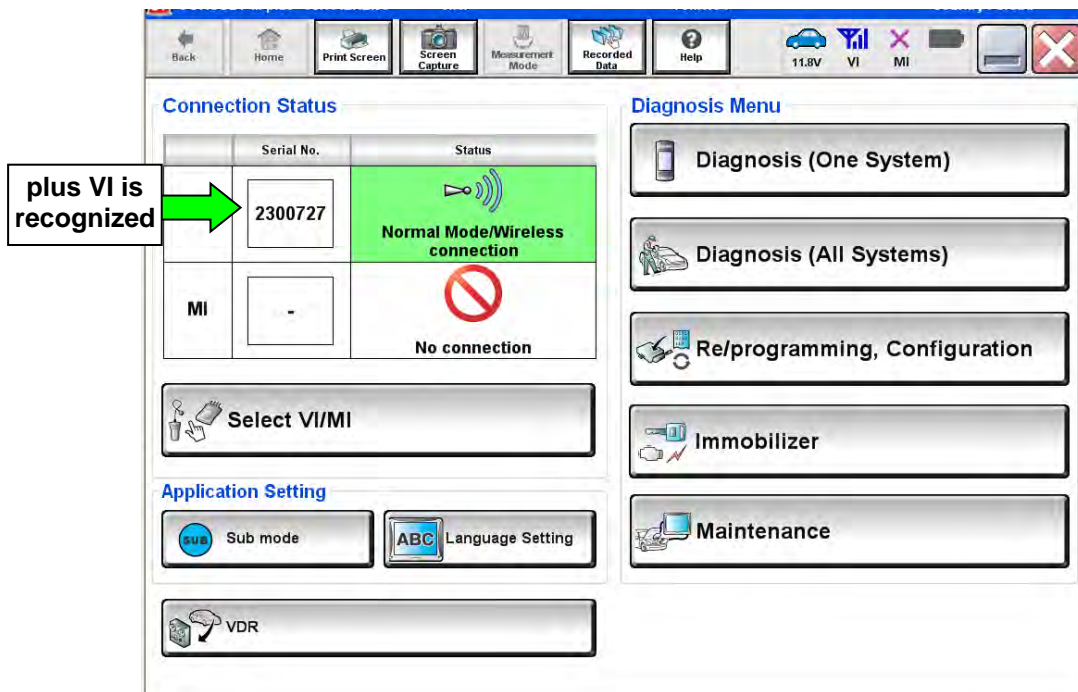 Back
Home
Print Screen
Screen
Capture
Measurement
Mode
Recorded
Data
Help
11.8V
VI
MI
Connection Status
Serial No.
Status
plus VI is
recognized
2300727
Normal Mode/Wireless
connection
MI
-
No connection
Select VI/MI
Application Setting
SUB
Sub mode
ABC
Language Setting
VDR
Diagnosis Menu
Diagnosis (One System)
Diagnosis (All Systems)
Re/programming, Configuration
Immobilizer
Maintenance